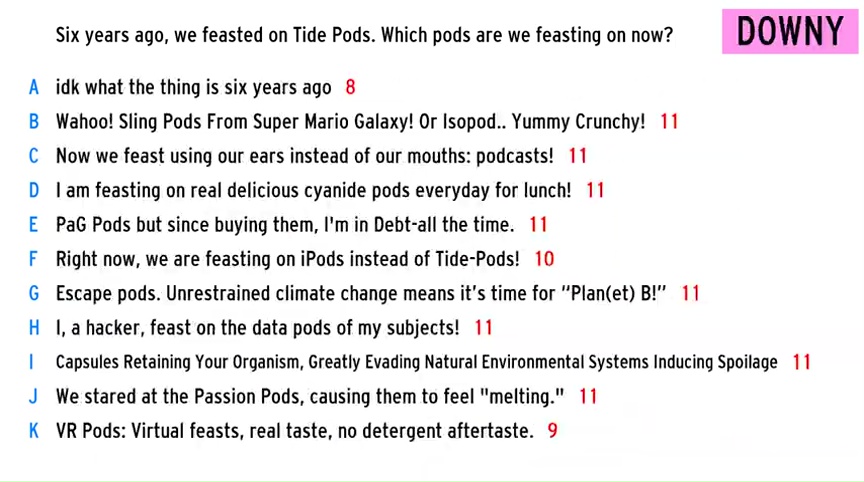 Six years ago, we feasted on Tide Pods. Which pods are we feasting on now?
DOWNY
A idk what the thing is six years ago 8
B Wahoo! Sling Pods From Super Mario Galaxy! Or Isopod.. Yummy Crunchy! 11
C Now we feast using our ears instead of our mouths: podcasts! 11
D I am feasting on real delicious cyanide pods everyday for lunch! 11
E PaG Pods but since buying them, I'm in Debt-all the time. 11
F Right now, we are feasting on iPods instead of Tide-Pods! 10
G Escape pods. Unrestrained climate change means it's time for “Plan(et) B!” 11
H I, a hacker, feast on the data pods of my subjects! 11
I Capsules Retaining Your Organism, Greatly Evading Natural Environmental Systems Inducing Spoilage 11
J We stared at the Passion Pods, causing them to feel "melting." 11
K VR Pods: Virtual feasts, real taste, no detergent aftertaste. 9